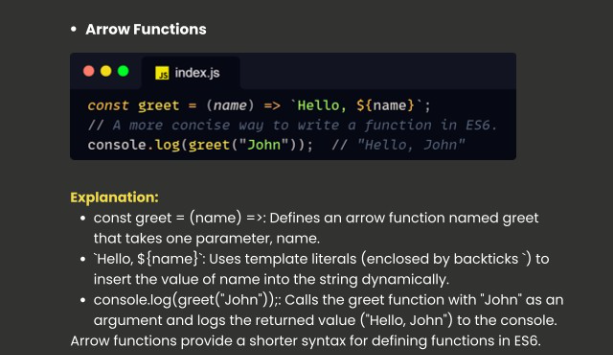 • Arrow Functions
JS index.js
const greet = (name) => `Hello, ${name}`;
// A more concise way to write a function in ES6.
console.log(greet("John"));  // "Hello, John"
Explanation:
• const greet = (name) =>: Defines an arrow function named greet
that takes one parameter, name.
• `Hello, ${name}`: Uses template literals (enclosed by backticks `) to
insert the value of name into the string dynamically.
• console.log(greet("John"));: Calls the greet function with "John" as an
argument and logs the returned value ("Hello, John") to the console.
Arrow functions provide a shorter syntax for defining functions in ES6.